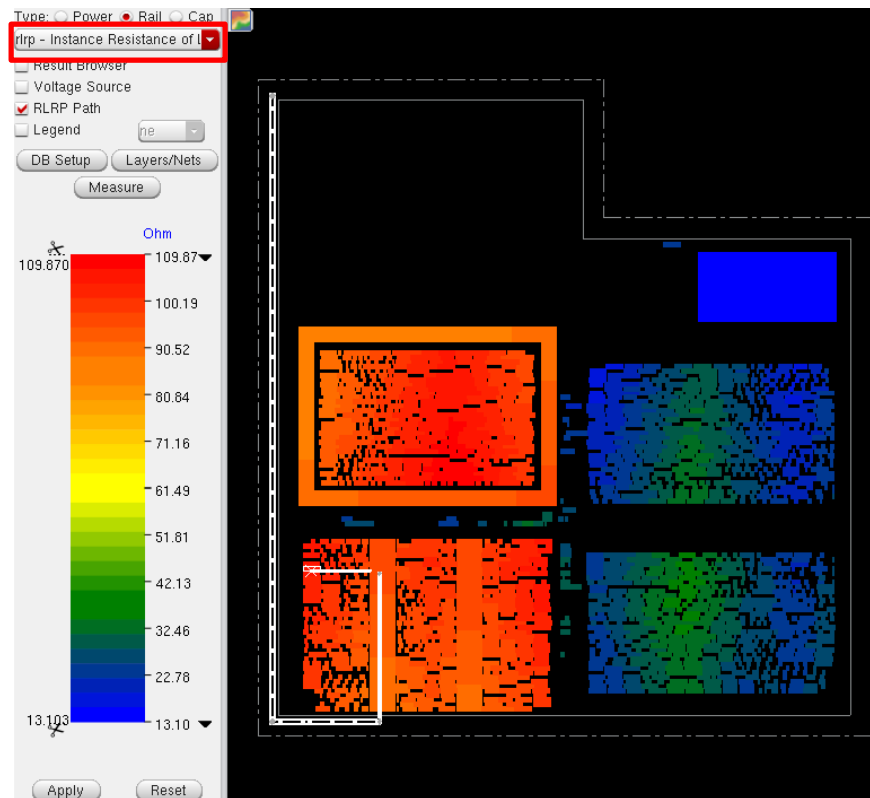 Type: Power Rail Cap
rlrp - Instance Resistance of L
Result Browser
Voltage Source
RLRP Path
Legend ne
DB Setup Layers/Nets
Measure
Ohm
109.870
109.87
100.19
90.52
80.84
71.16
61.49
51.81
42.13
32.46
22.78
13.103
13.10
Apply Reset